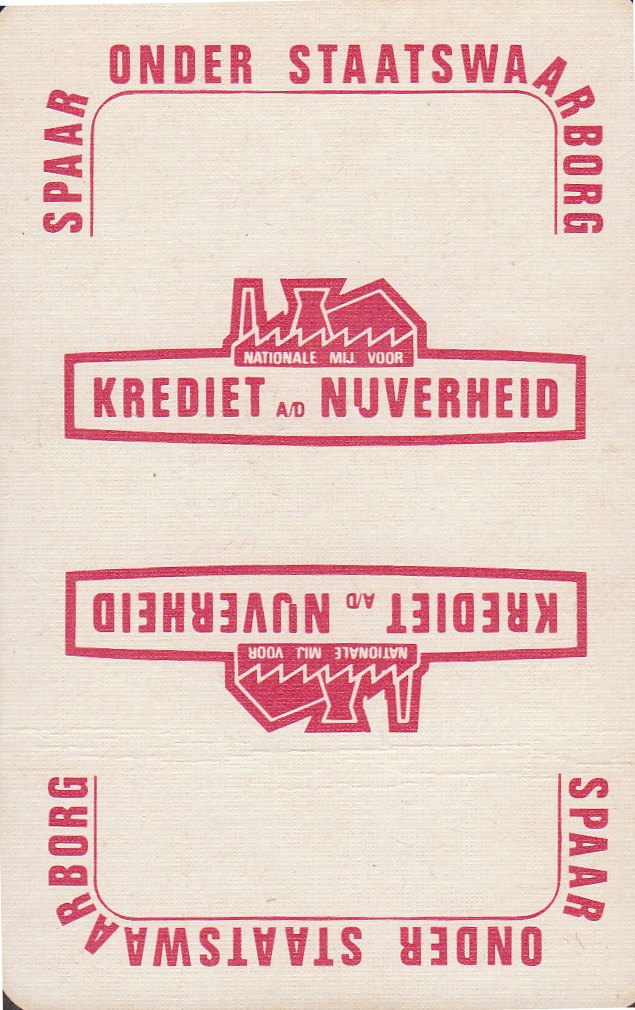 SPAAR ONDER STAATSWAARBORG
NATIONALE MIJ. VOOR
KREDIET A/D NIJVERHEID
KREDIET A/D NIJVERHEID
NATIONALE MIJ. VOOR
SPAAR ONDER STAATSWAARBORG